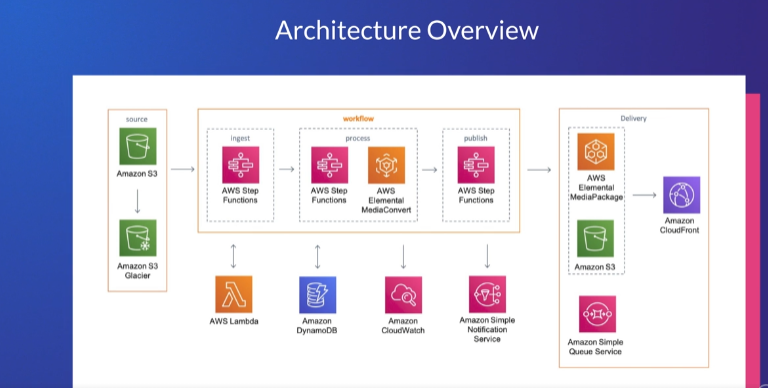 Architecture Overview
source
Amazon S3
Amazon S3
Glacier
workflow
ingest
AWS Step
Functions
process
AWS Step
Functions
AWS
Elemental
MediaConvert
publish
AWS Step
Functions
AWS Lambda
Amazon
DynamoDB
Amazon
CloudWatch
Amazon Simple
Notification
Service
Delivery
AWS
Elemental
MediaPackage
Amazon S3
Amazon
CloudFront
Amazon Simple
Queue Service